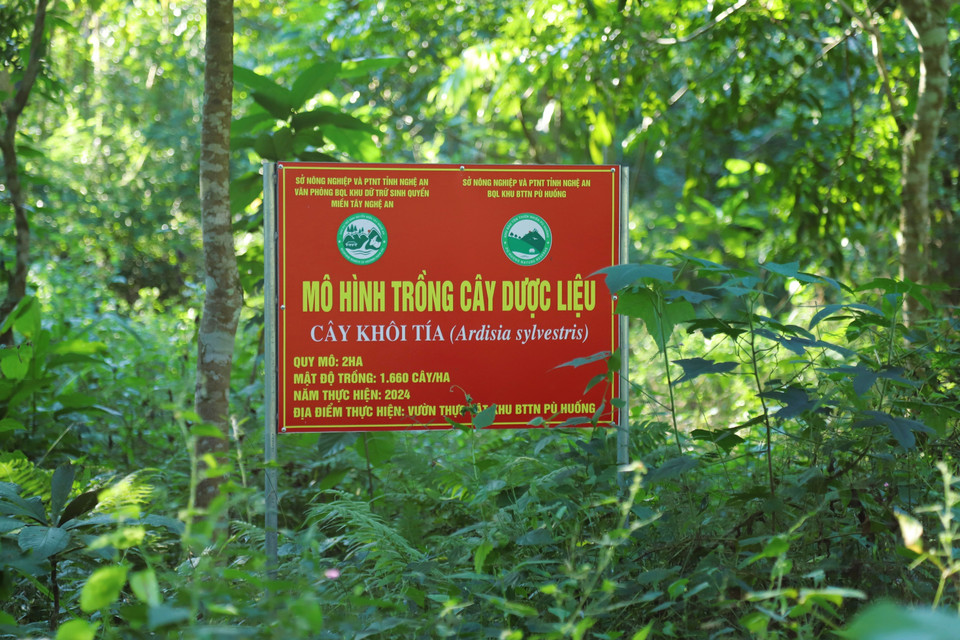 SỞ NÔNG NGHIỆP VÀ PTNT TỈNH NGHỆ AN
VĂN PHÒNG BQL KHU DỰ TRỮ SINH QUYỂN
MIỀN TÂY NGHỆ AN
SỞ NÔNG NGHIỆP VÀ PTNT TỈNH NGHỆ AN
BQL KHU BTTN PÙ HUỐNG
MÔ HÌNH TRỒNG CÂY DƯỢC LIỆU
CÂY KHÔI TÍA (Ardisia sylvestris)
QUY MÔ: 2HA
MẬT ĐỘ TRỒNG: 1.660 CÂY/HA
NĂM THỰC HIỆN: 2024
ĐỊA ĐIỂM THỰC HIỆN: VƯỜN THỰC VẬT KHU BTTN PÙ HUỐNG